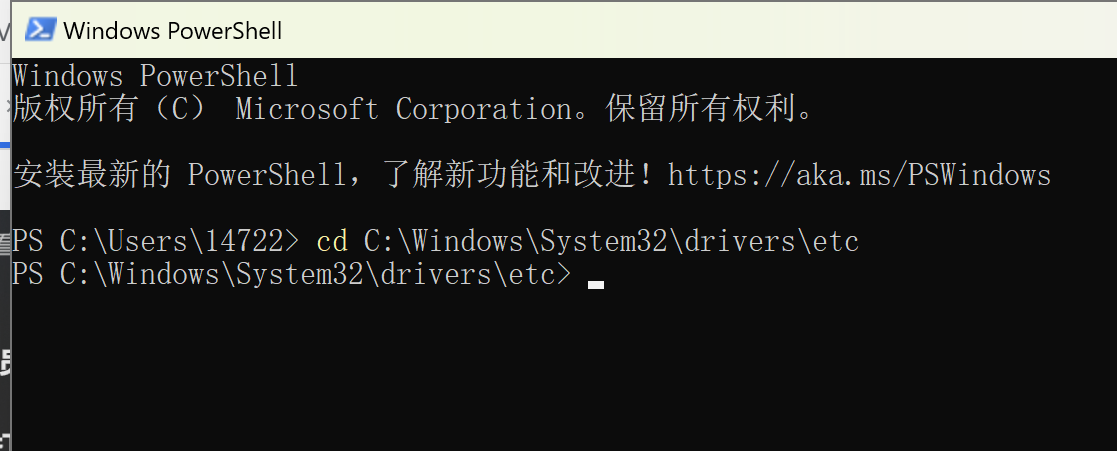 Windows PowerShell
Windows PowerShell
版权所有（C） Microsoft Corporation。保留所有权利。
安装最新的 PowerShell，了解新功能和改进！https://aka.ms/PSWindows
PS C:\Users\14722> cd C:\Windows\System32\drivers\etc
PS C:\Windows\System32\drivers\etc>